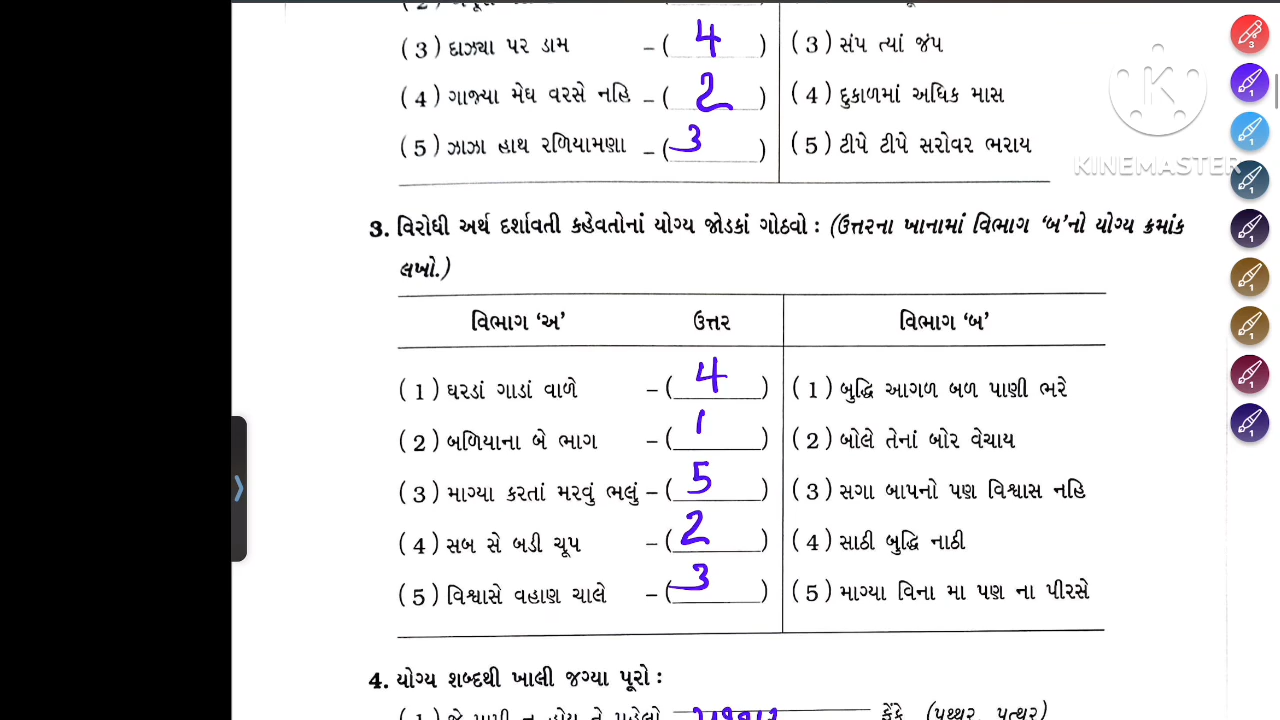 (3) દાઝ્યા પર ડામ – ( 4 ) (3) સંપ ત્યાં જંપ
(4) ગાજ્યા મેઘ વરસે નહિ – ( 2 ) (4) દુકાળમાં અધિક માસ
(5) ઝાઝા હાથ રળિયામણા – ( 3 ) (5) ટીપે ટીપે સરોવર ભરાય
KINEMASTER
3. વિરોધી અર્થ દર્શાવતી કહેવતોનાં યોગ્ય જોડકાં ગોઠવો : (ઉત્તરના ખાનામાં વિભાગ ‘બ’નો યોગ્ય ક્રમાંક
લખો.)
વિભાગ ‘અ’ ઉત્તર વિભાગ ‘બ’
(1) ઘરડાં ગાડાં વાળે – ( 4 ) (1) બુદ્ધિ આગળ બળ પાણી ભરે
(2) બળિયાના બે ભાગ – ( 1 ) (2) બોલે તેનાં બોર વેચાય
(3) માગ્યા કરતાં મરવું ભલું – ( 5 ) (3) સગા બાપનો પણ વિશ્વાસ નહિ
(4) સબ સે બડી ચૂપ – ( 2 ) (4) સાઠી બુદ્ધિ નાઠી
(5) વિશ્વાસે વહાણ ચાલે – ( 3 ) (5) માગ્યા વિના મા પણ ના પીરસે
4. યોગ્ય શબ્દથી ખાલી જગ્યા પૂરો :